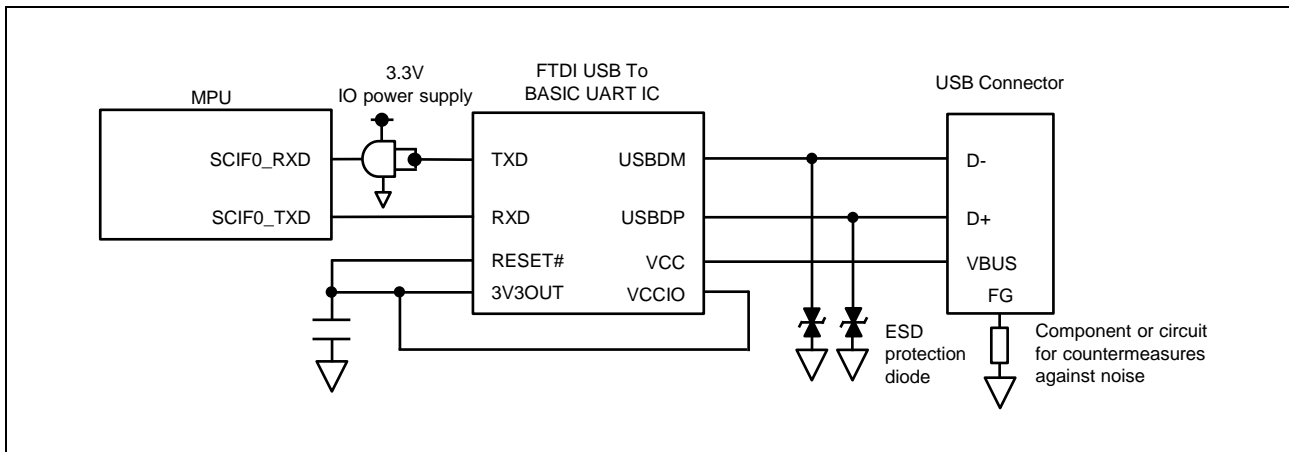 3.3V
IO power supply
MPU
FTDI USB To
BASIC UART IC
USB Connector
SCIF0_RXD
TXD
USBDM
D-
SCIF0_TXD
RXD
USBDP
D+
RESET#
VCC
VBUS
3V3OUT
VCCIO
FG
ESD
protection
diode
Component or circuit
for countermeasures
against noise